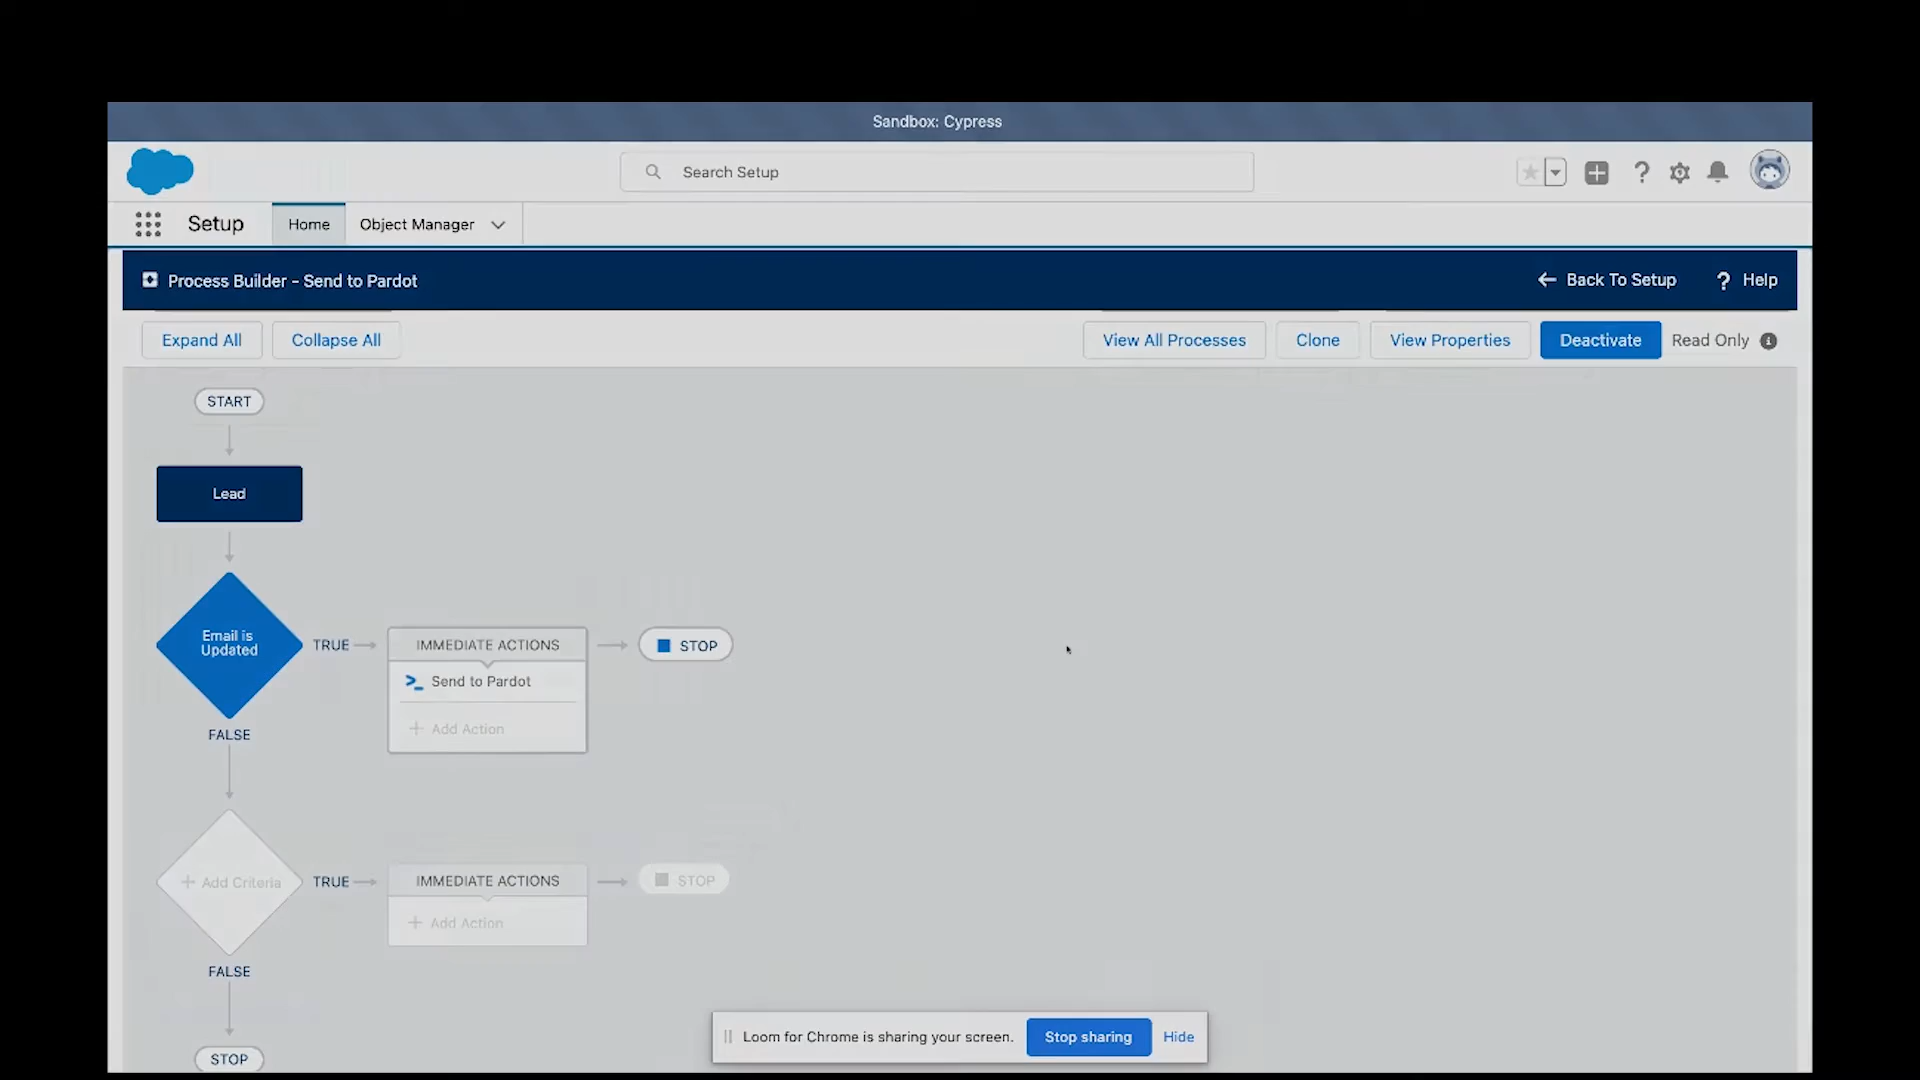 Sandbox: Cypress
Search Setup
Setup
Home
Object Manager
Process Builder - Send to Pardot
Back To Setup
? Help
Expand All
Collapse All
View All Processes
Clone
View Properties
Deactivate
Read Only
START
Lead
Email is
Updated
TRUE
IMMEDIATE ACTIONS
STOP
Send to Pardot
+ Add Action
FALSE
+ Add Criteria
TRUE
IMMEDIATE ACTIONS
STOP
+ Add Action
FALSE
Loom for Chrome is sharing your screen.
Stop sharing
Hide
STOP